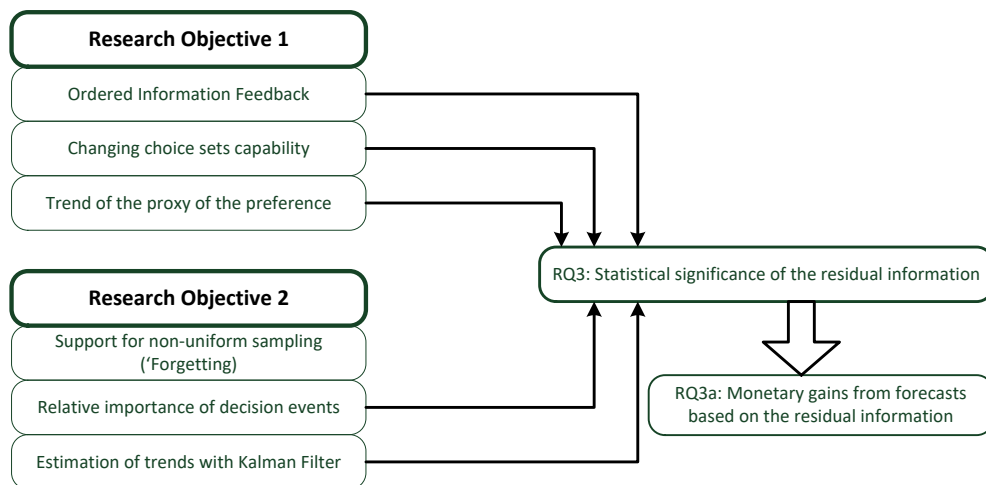 Research Objective 1
Ordered Information Feedback
Changing choice sets capability
Trend of the proxy of the preference
Research Objective 2
Support for non-uniform sampling
(‘Forgetting)
Relative importance of decision events
Estimation of trends with Kalman Filter
RQ3: Statistical significance of the residual information
RQ3a: Monetary gains from forecasts
based on the residual information